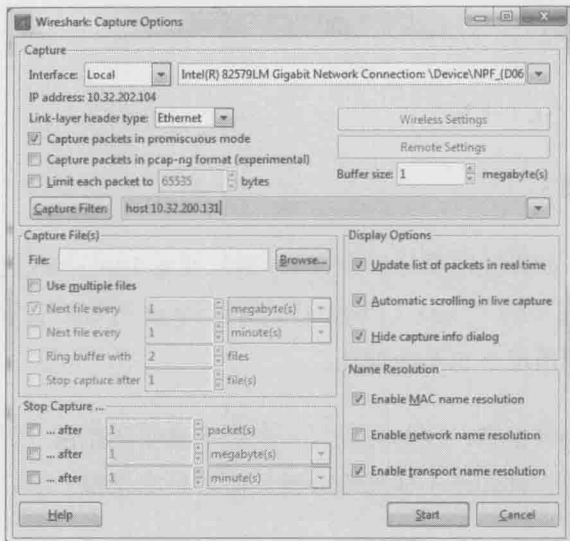 Wireshark: Capture Options
Capture
Interface: Local Intel(R) 82579LM Gigabit Network Connection: \Device\NPF_{D06
IP address: 10.32.202.104
Link-layer header type: Ethernet Wireless Settings
Capture packets in promiscuous mode
Capture packets in pcap-ng format (experimental) Remote Settings
Limit each packet to 65535 bytes Buffer size: 1 megabyte(s)
Capture Filter: host 10.32.200.131
Capture File(s)
File: Browse...
Use multiple files
Next file every 1 megabyte(s)
Next file every 1 minute(s)
Ring buffer with 2 files
Stop capture after 1 file(s)
Stop Capture ...
... after 1 packet(s)
... after 1 megabyte(s)
... after 1 minute(s)
Display Options
Update list of packets in real time
Automatic scrolling in live capture
Hide capture info dialog
Name Resolution
Enable MAC name resolution
Enable network name resolution
Enable transport name resolution
Help Start Cancel